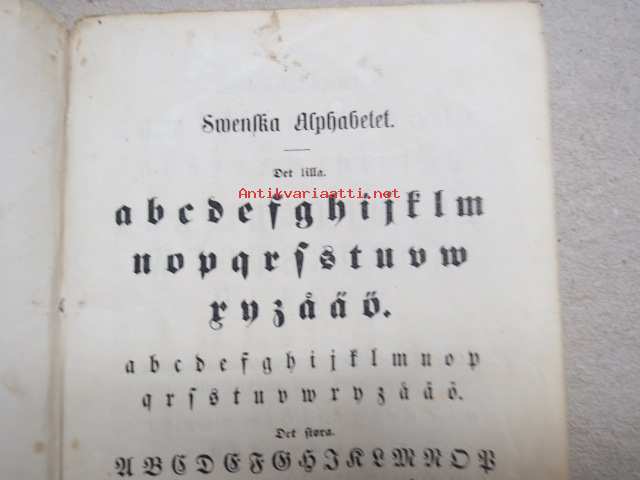 Swenſka Alphabetet.
Det lilla.
Antikvariaatti.net
a b c d e f g h i j k l m
n o p q r ſ s t u v w
x y z å ä ö.
a b c d e f g h i j k l m n o p
q r ſ s t u v w x y z å ä ö.
Det ſtora.
A B C D E F G H I K L M N O P